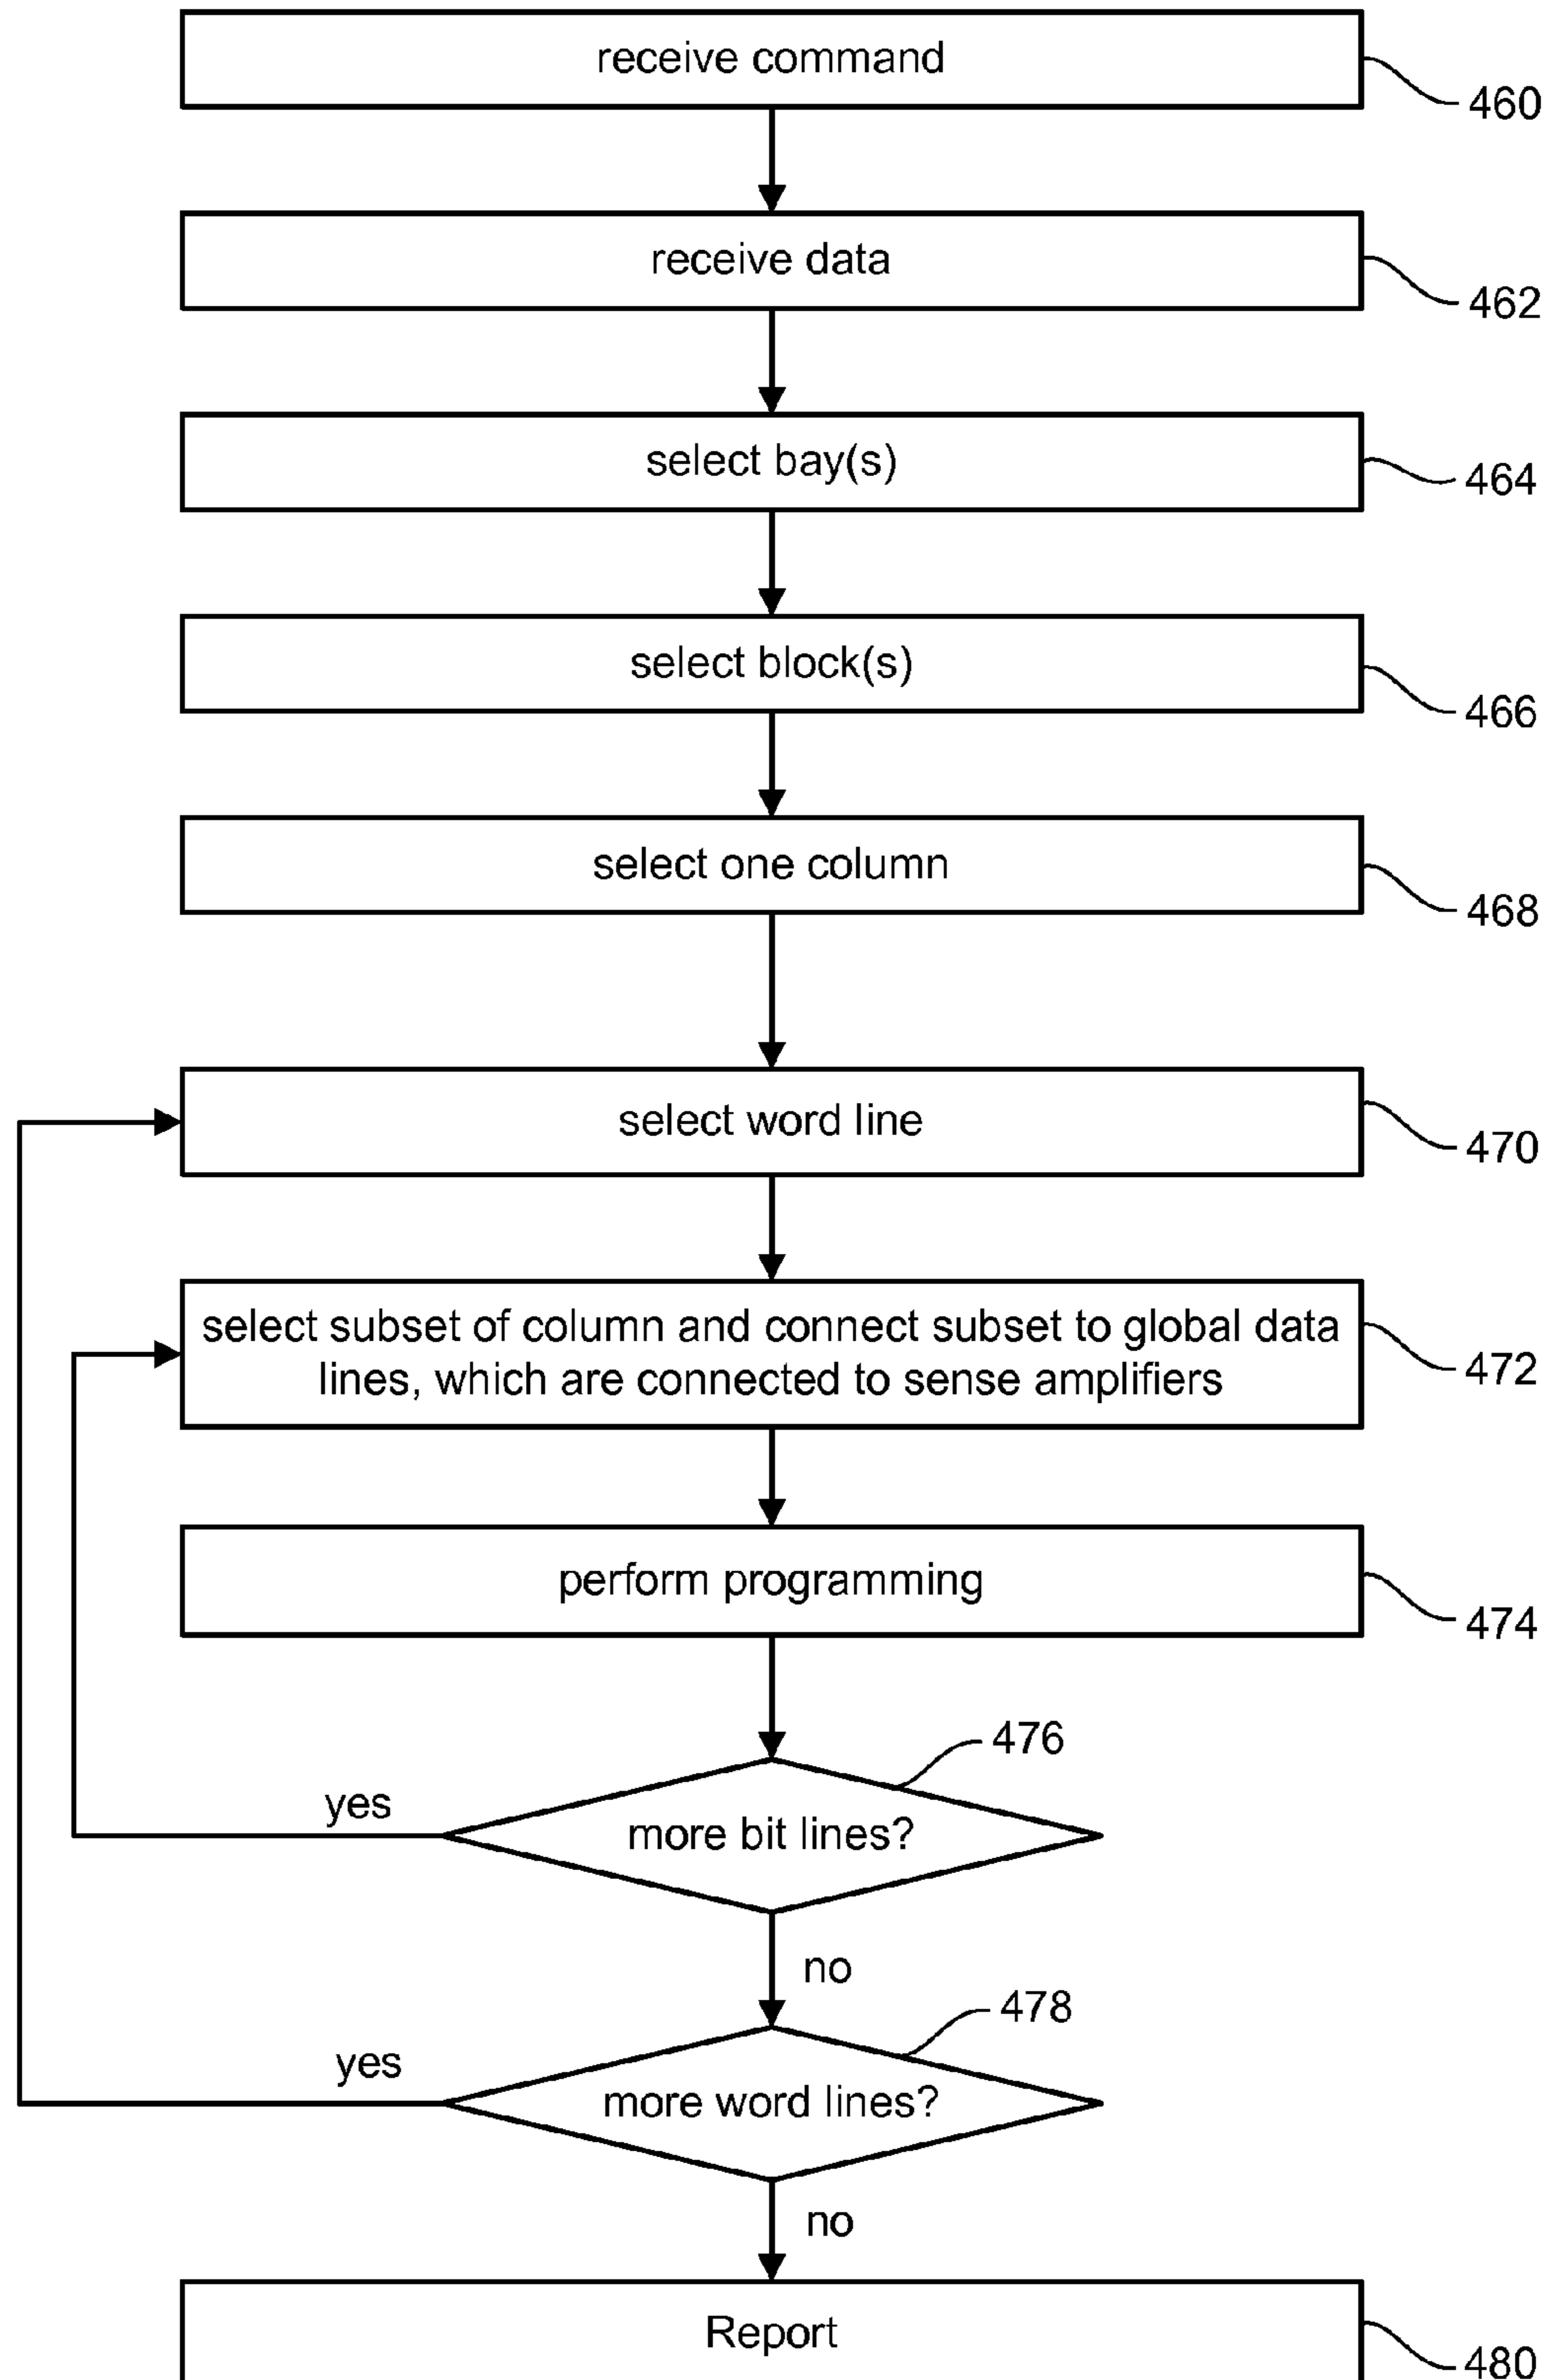 receive command
460
receive data
462
select bay(s)
464
select block(s)
466
select one column
468
select word line
470
select subset of column and connect subset to global data
lines, which are connected to sense amplifiers
472
perform programming
474
476
yes
more bit lines?
no
478
yes
more word lines?
no
Report
480